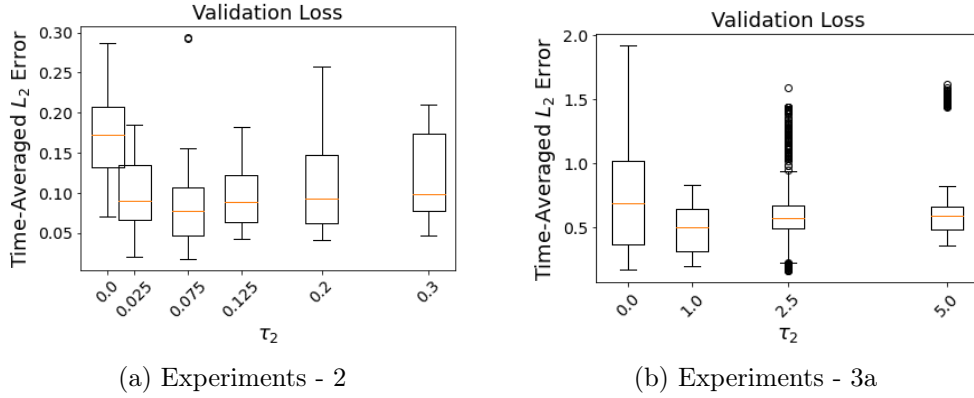 Validation Loss
Time-Averaged L₂ Error
0.30
0.25
0.20
0.15
0.10
0.05
0.0
0.025
0.075
0.125
0.2
0.3
τ₂
(a) Experiments - 2
Validation Loss
Time-Averaged L₂ Error
2.0
1.5
1.0
0.5
0.0
0.0
1.0
2.5
5.0
τ₂
(b) Experiments - 3a